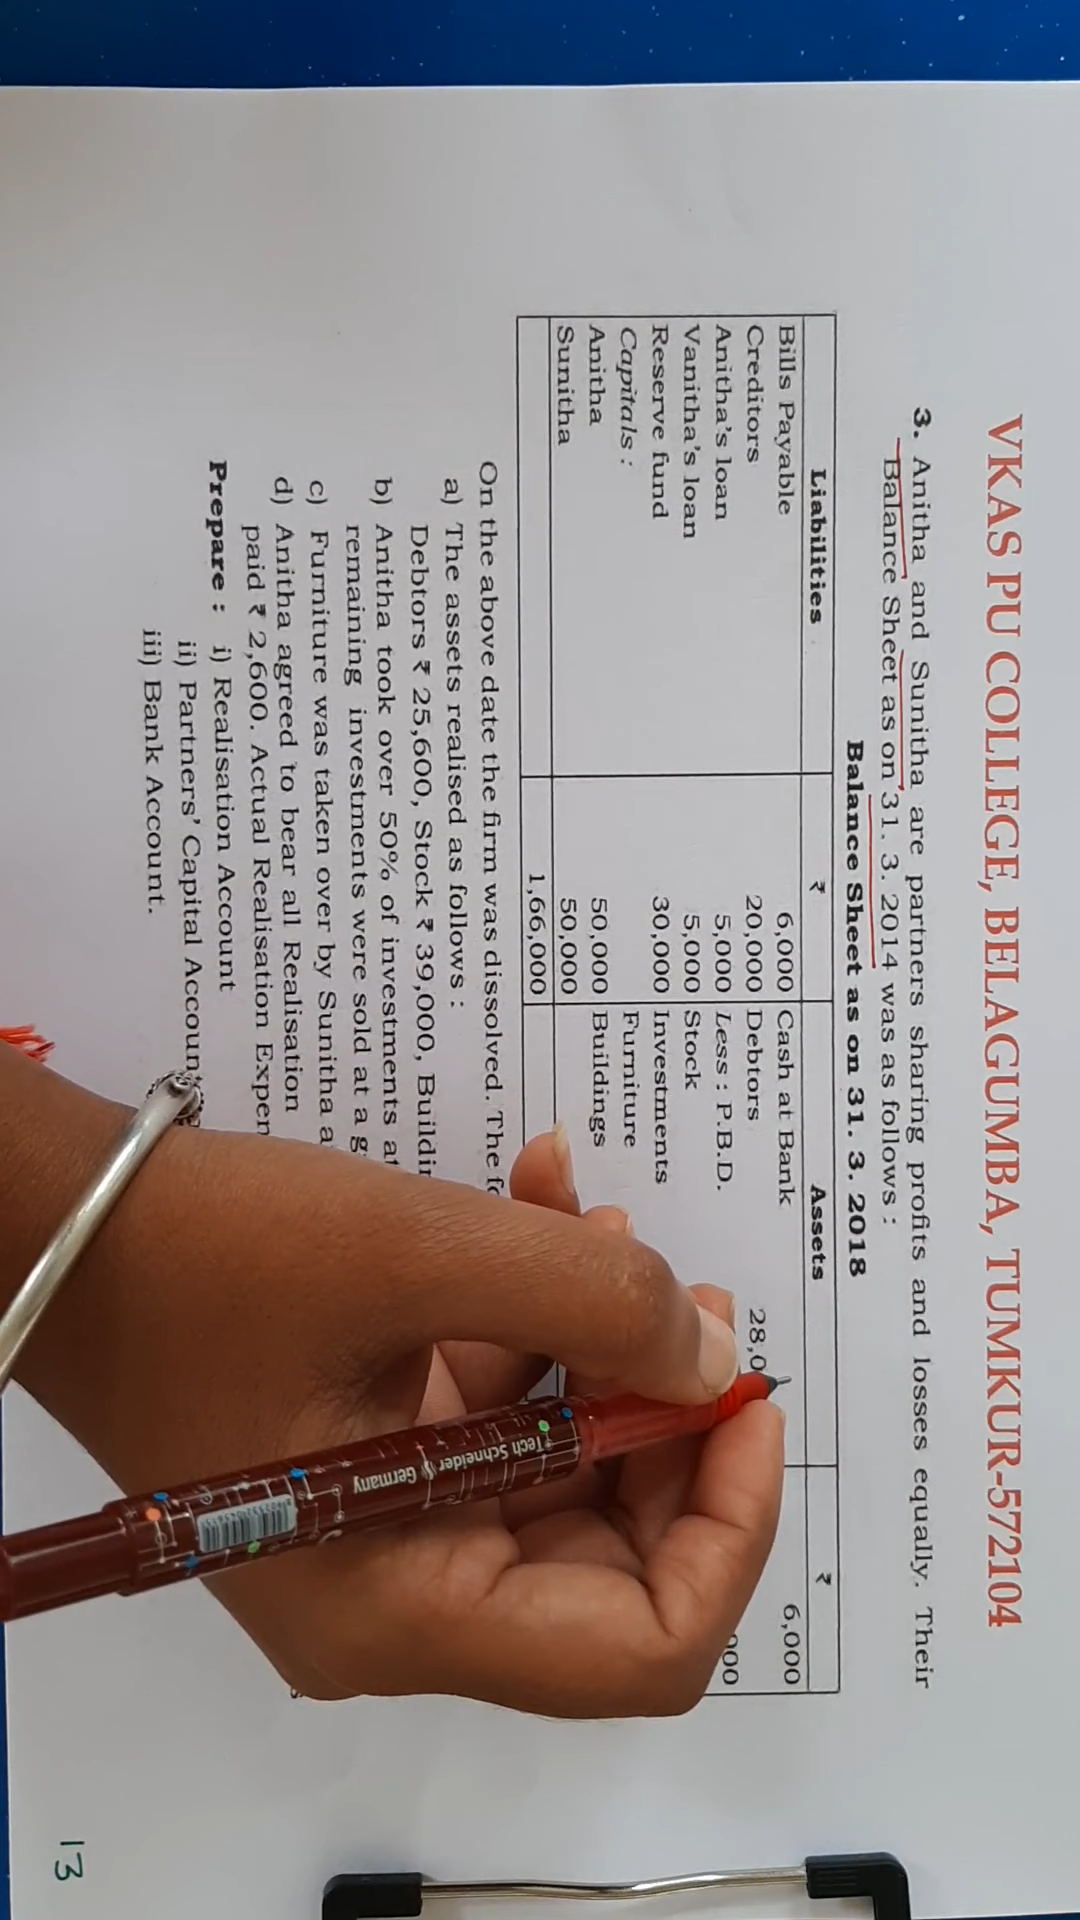 VKAS PU COLLEGE, BELAGUMBA, TUMKUR-572104
3. Anitha and Sunitha are partners sharing profits and losses equally. Their
Balance Sheet as on 31. 3. 2014 was as follows :
Balance Sheet as on 31. 3. 2018
Liabilities ₹ Assets ₹
Bills Payable 6,000 Cash at Bank 6,000
Creditors 20,000 Debtors 28,0
Anitha's loan 5,000 Less : P.B.D. 000
Vanitha's loan 5,000 Stock
Reserve fund 30,000 Investments
Capitals : Furniture
Anitha 50,000 Buildings
Sunitha 50,000
1,66,000
On the above date the firm was dissolved. The fo
a) The assets realised as follows :
Debtors ₹ 25,600, Stock ₹ 39,000, Buildin
b) Anitha took over 50% of investments at
remaining investments were sold at a g
c) Furniture was taken over by Sunitha a
d) Anitha agreed to bear all Realisation
paid ₹ 2,600. Actual Realisation Expen
Prepare : i) Realisation Account
ii) Partners' Capital Account
iii) Bank Account.
Tech Schneider Germany
13